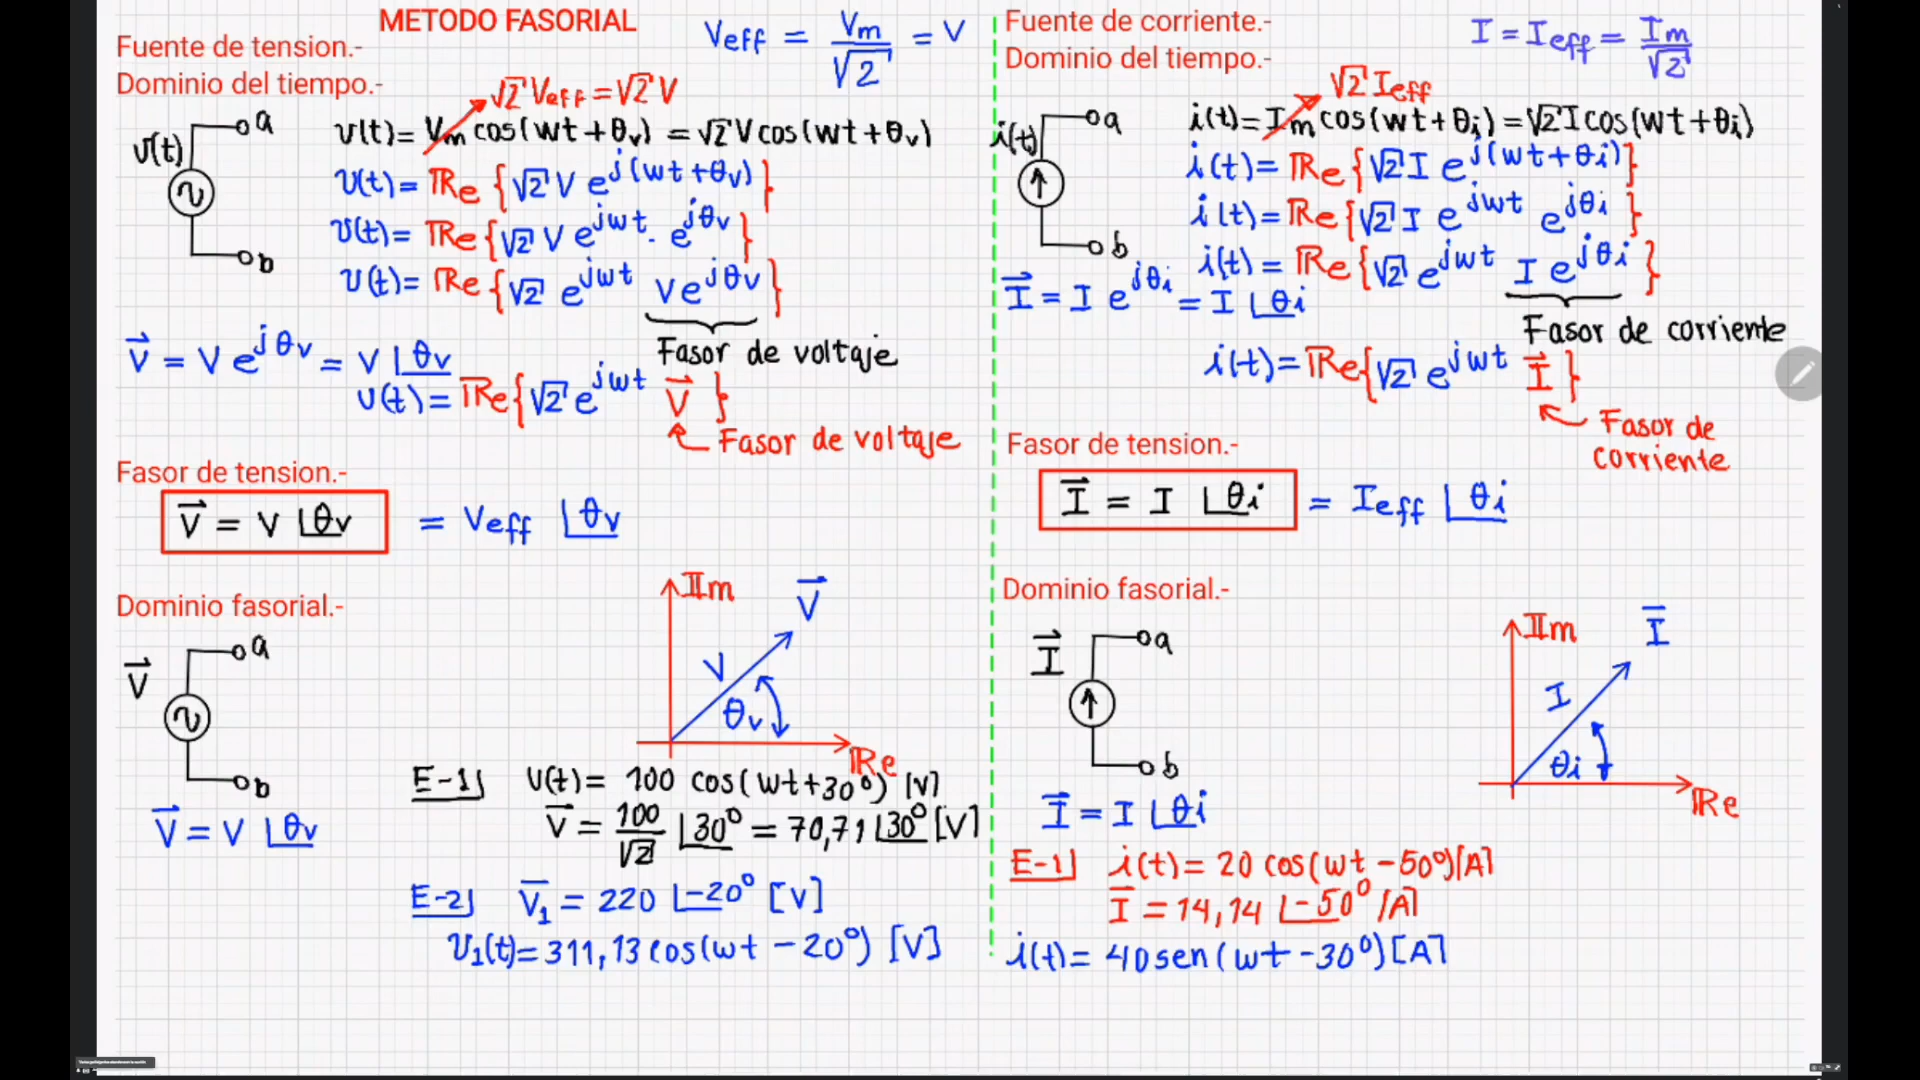 METODO FASORIAL
Fuente de tension.-
Dominio del tiempo.-
Veff = Vm/√2 = V
√2 Veff = √2 V
v(t)
a
b
v(t) = Vm cos(wt + θv) = √2 V cos(wt + θv)
v(t) = Re {√2 V e^j(wt + θv)}
v(t) = Re {√2 V e^jwt · e^jθv}
v(t) = Re {√2 e^jwt V e^jθv}
Fasor de voltaje
V⃗ = V e^jθv = V ∠θv
v(t) = Re {√2 e^jwt V⃗}
Fasor de voltaje
Fasor de tension.-
V⃗ = V ∠θv = Veff ∠θv
Dominio fasorial.-
V⃗
a
b
V⃗ = V ∠θv
IIm
V⃗
V
θv
Re
E-1 v(t) = 100 cos(wt + 30°) [V]
V⃗ = 100/√2 ∠30° = 70,71 ∠30° [V]
E-2 V̅1 = 220 ∠-20° [V]
v1(t) = 311,13 cos(wt - 20°) [V]
Fuente de corriente.-
Dominio del tiempo.-
I = Ieff = Im/√2
√2 Ieff
i(t)
a
b
i(t) = Im cos(wt + θi) = √2 I cos(wt + θi)
i(t) = Re {√2 I e^j(wt + θi)}
i(t) = Re {√2 I e^jwt e^jθi}
i(t) = Re {√2 e^jwt I e^jθi}
I⃗ = I e^jθi = I ∠θi
Fasor de corriente
i(t) = Re {√2 e^jwt I⃗}
Fasor de
corriente
Fasor de tension.-
I⃗ = I ∠θi = Ieff ∠θi
Dominio fasorial.-
I⃗
a
b
I⃗ = I ∠θi
IIm
I̅
I
θi
Re
E-1 i(t) = 20 cos(wt - 50°) [A]
I̅ = 14,14 ∠-50° [A]
i(t) = 40 sen(wt - 30°) [A]